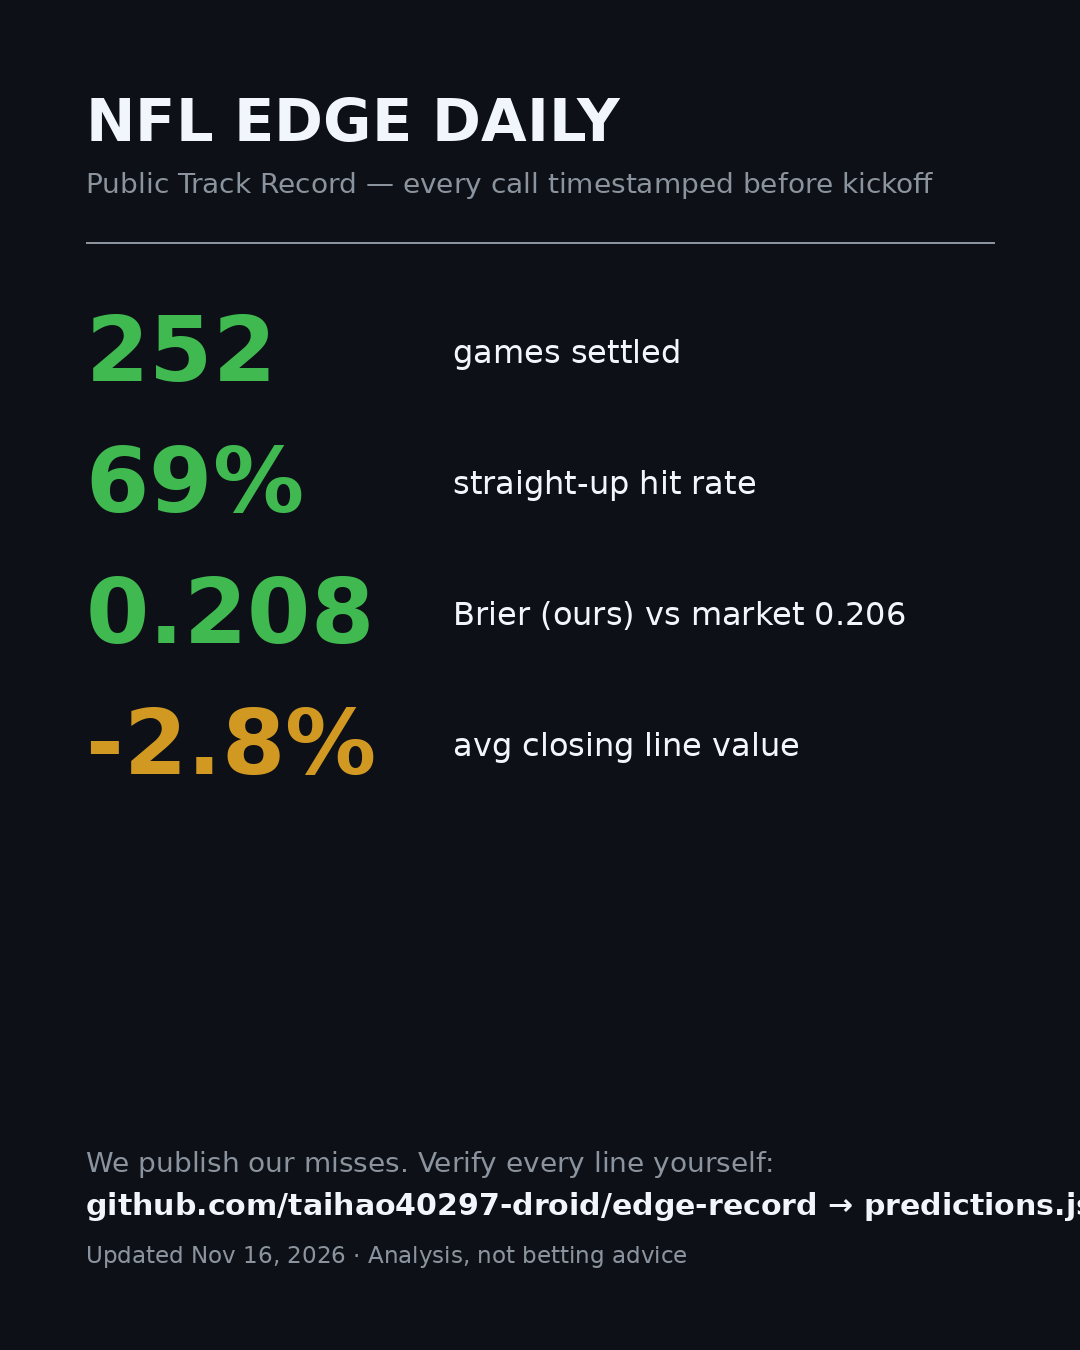 NFL EDGE DAILY
Public Track Record — every call timestamped before kickoff
252 games settled
69% straight-up hit rate
0.208 Brier (ours) vs market 0.206
-2.8% avg closing line value
We publish our misses. Verify every line yourself:
github.com/taihao40297-droid/edge-record → predictions.js
Updated Nov 16, 2026 · Analysis, not betting advice